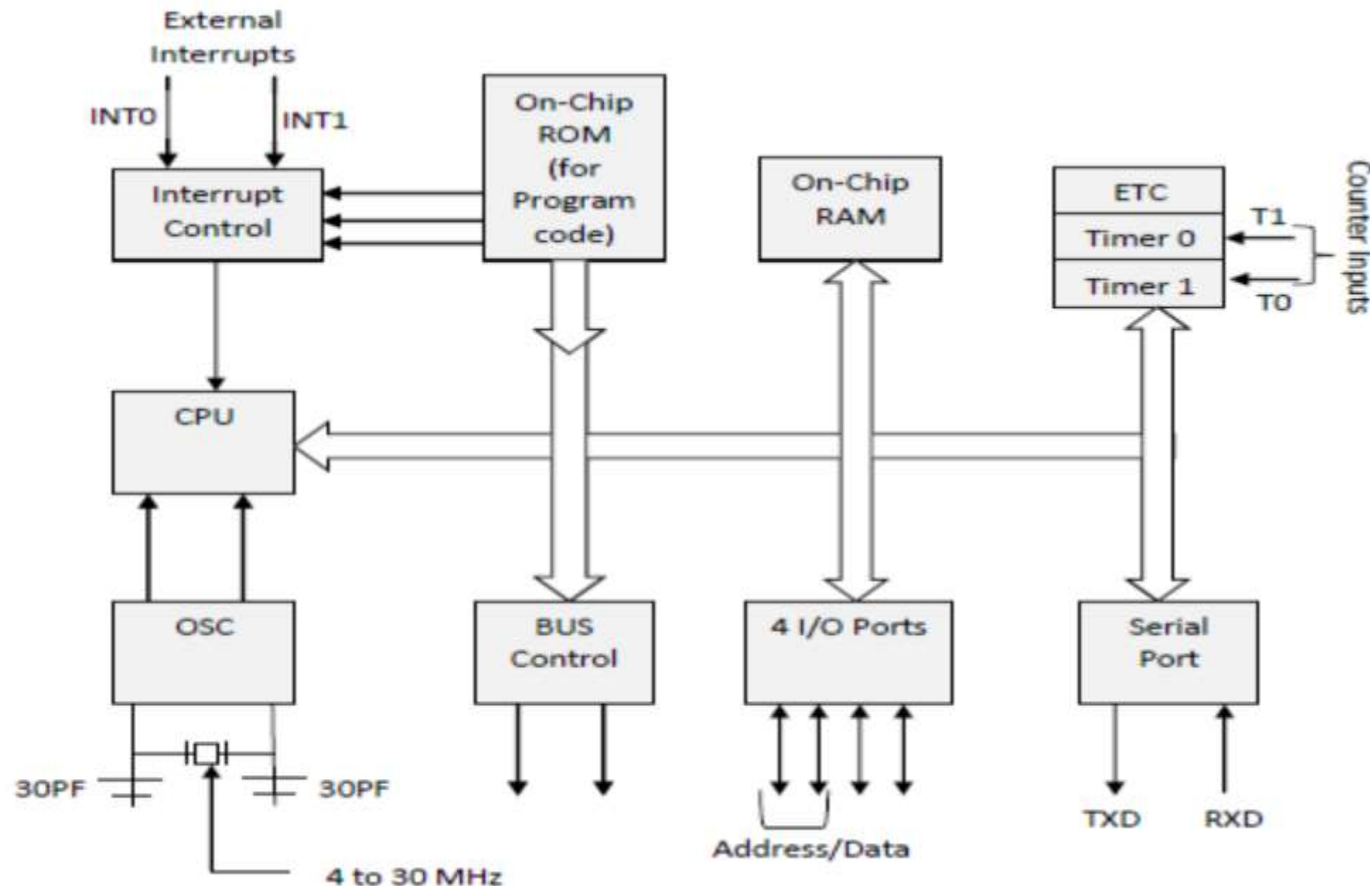 External
Interrupts
INT0
INT1
Interrupt
Control
On-Chip
ROM
(for
Program
code)
On-Chip
RAM
ETC
Timer 0
Timer 1
T1
T0
Counter Inputs
CPU
OSC
BUS
Control
4 I/O Ports
Serial
Port
30PF
30PF
4 to 30 MHz
Address/Data
TXD
RXD